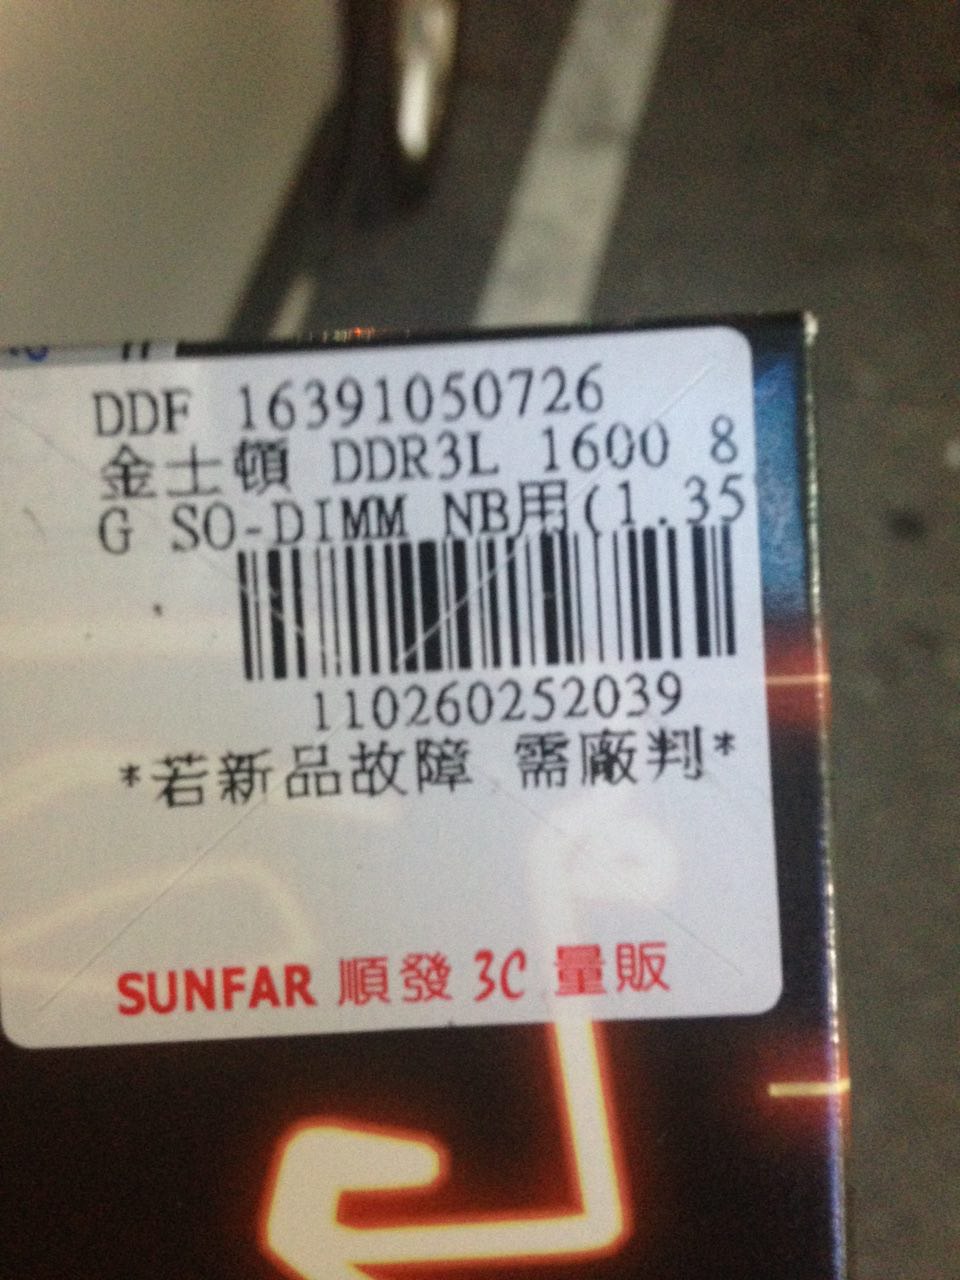 DDF 16391050726
金士頓 DDR3L 1600 8
G SO-DIMM NB用(1.35
110260252039
*若新品故障 需廠判*
SUNFAR 順發 3C 量販